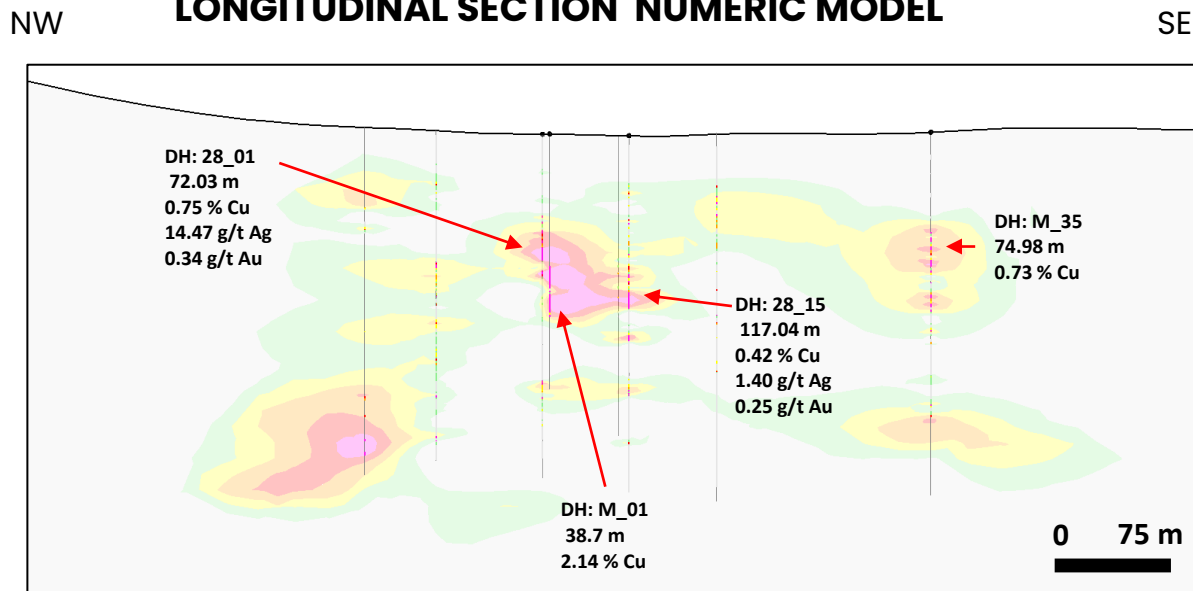 LONGITUDINAL SECTION NUMERIC MODEL
NW
SE
DH: 28_01
72.03 m
0.75 % Cu
14.47 g/t Ag
0.34 g/t Au
DH: M_35
74.98 m
0.73 % Cu
DH: 28_15
117.04 m
0.42 % Cu
1.40 g/t Ag
0.25 g/t Au
DH: M_01
38.7 m
2.14 % Cu
0 75 m